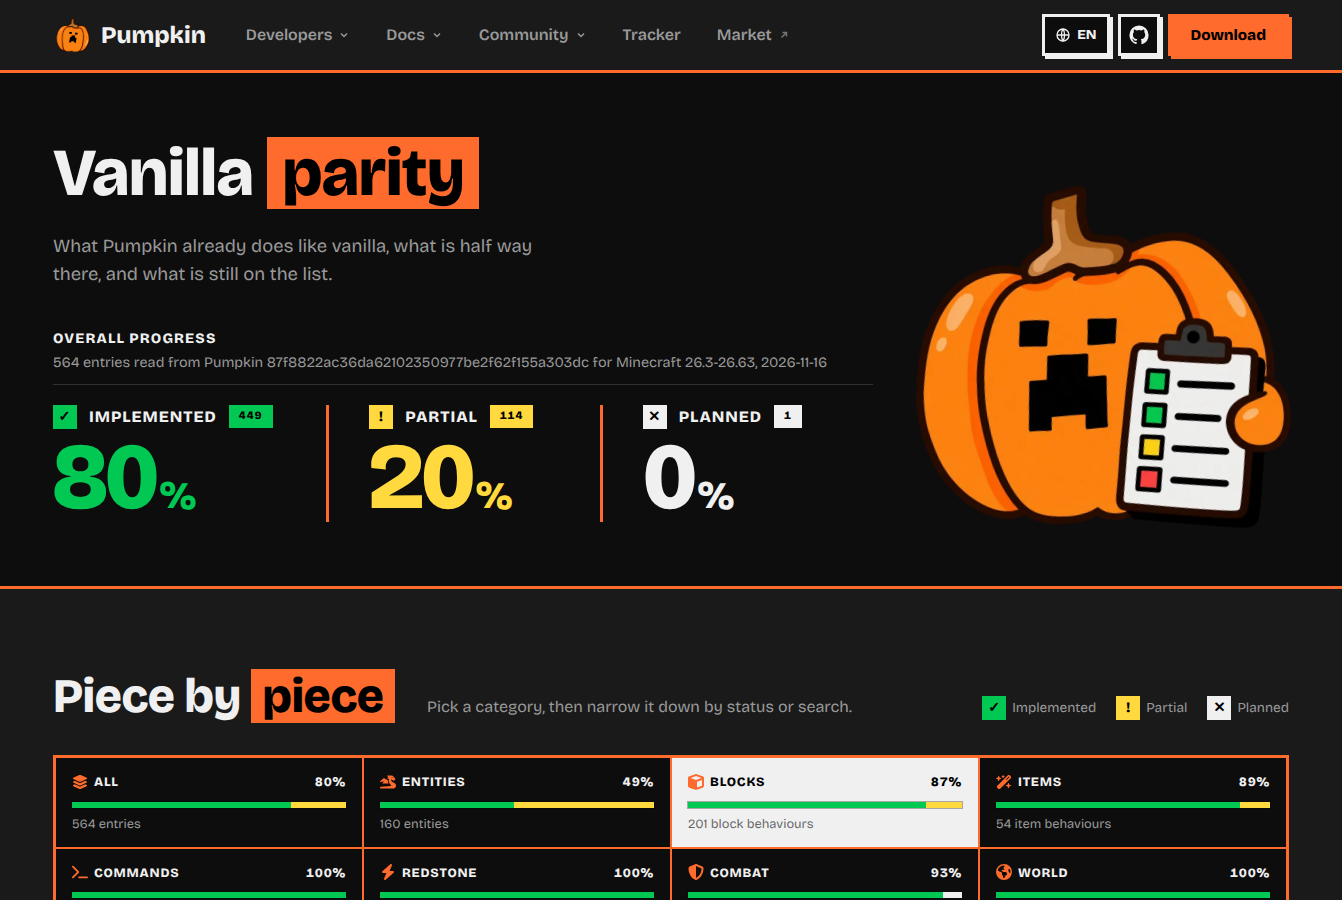 Pumpkin Developers Docs Community Tracker Market EN Download
Vanilla parity
What Pumpkin already does like vanilla, what is half way
there, and what is still on the list.
OVERALL PROGRESS
564 entries read from Pumpkin 87f8822ac36da62102350977be2f62f155a303dc for Minecraft 26.3-26.63, 2026-11-16
✓ IMPLEMENTED 449 ! PARTIAL 114 ✕ PLANNED 1
80% 20% 0%
Piece by piece Pick a category, then narrow it down by status or search. ✓ Implemented ! Partial ✕ Planned
ALL 80% ENTITIES 49% BLOCKS 87% ITEMS 89%
564 entries 160 entities 201 block behaviours 54 item behaviours
COMMANDS 100% REDSTONE 100% COMBAT 93% WORLD 100%